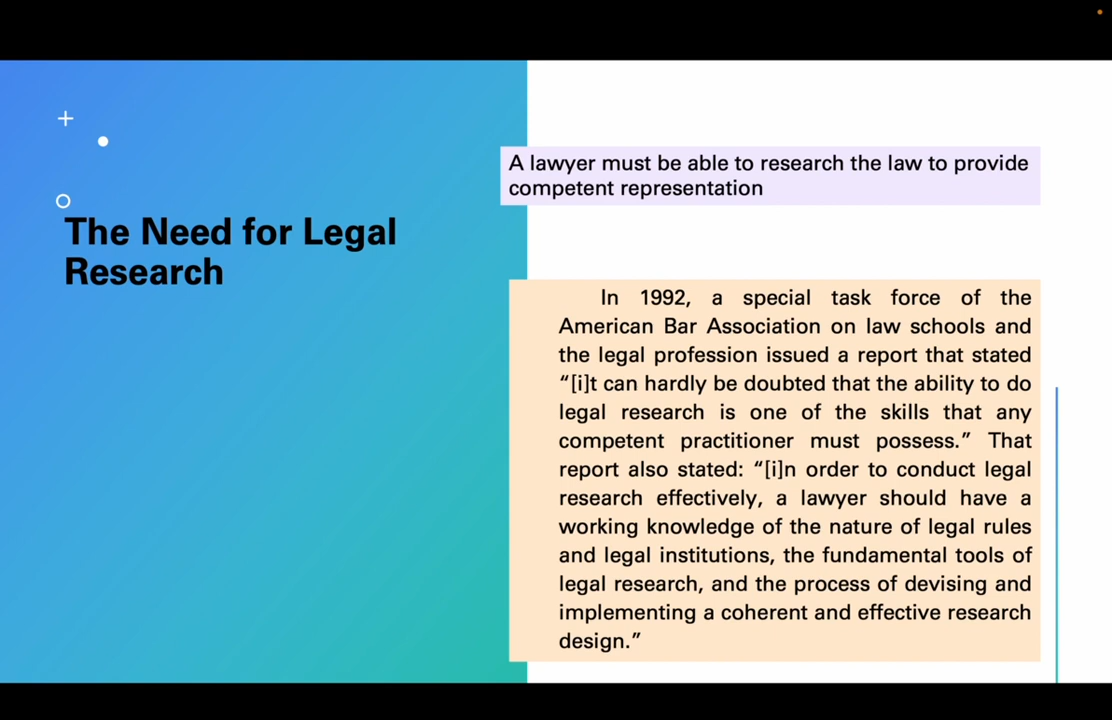 The Need for Legal
Research
A lawyer must be able to research the law to provide
competent representation
In 1992, a special task force of the
American Bar Association on law schools and
the legal profession issued a report that stated
“[i]t can hardly be doubted that the ability to do
legal research is one of the skills that any
competent practitioner must possess.” That
report also stated: “[i]n order to conduct legal
research effectively, a lawyer should have a
working knowledge of the nature of legal rules
and legal institutions, the fundamental tools of
legal research, and the process of devising and
implementing a coherent and effective research
design.”